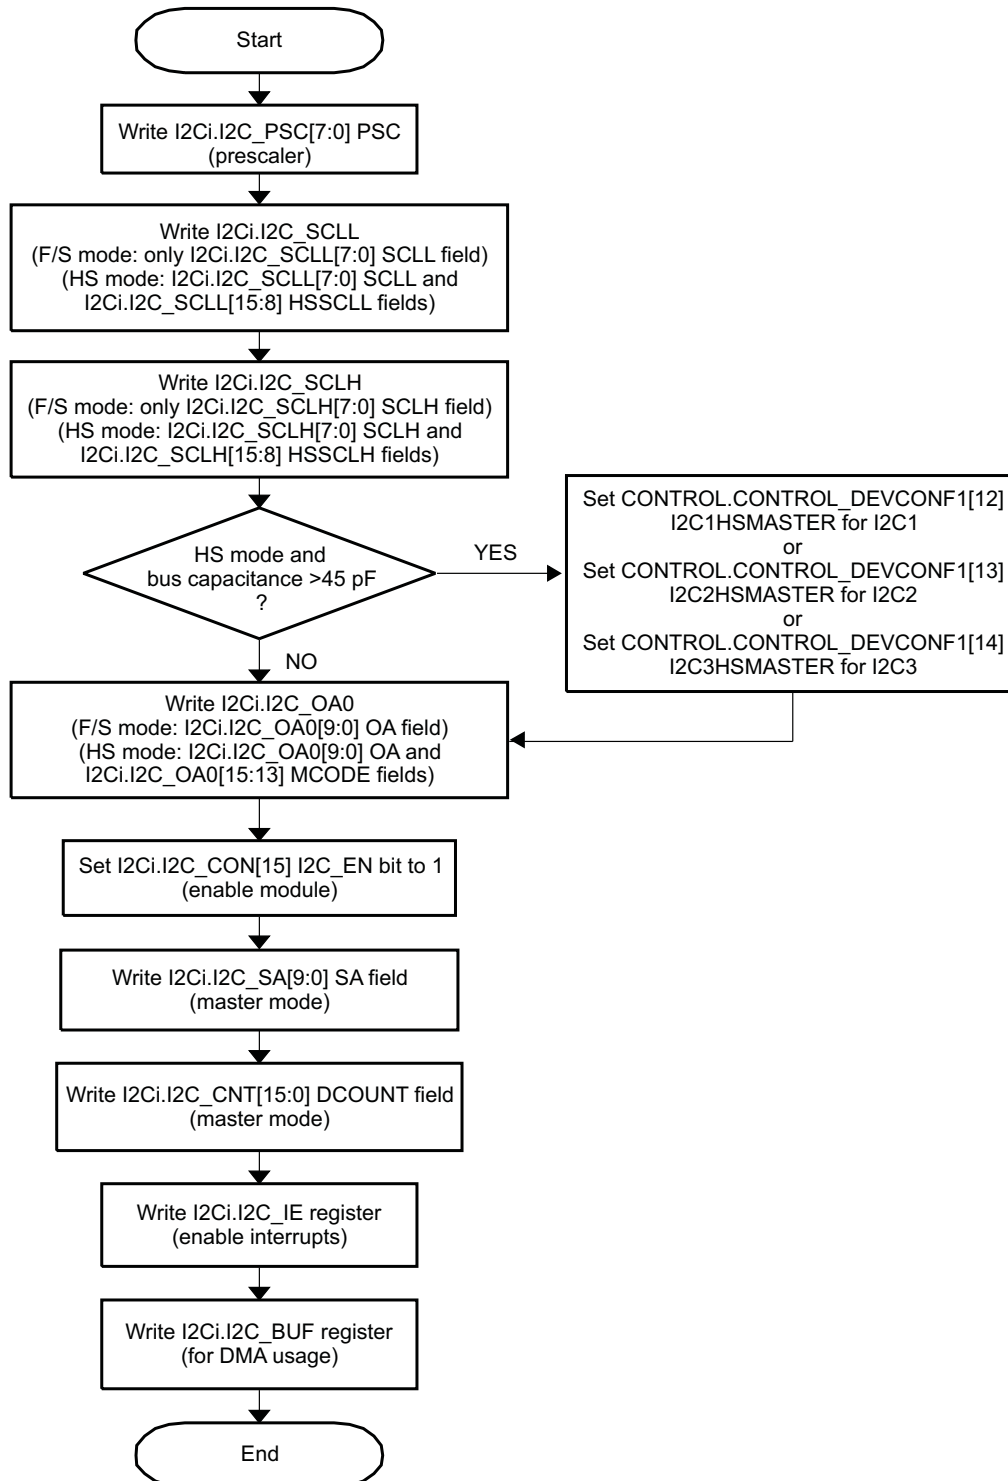 Start
Write I2Ci.I2C_PSC[7:0] PSC
(prescaler)
Write I2Ci.I2C_SCLL
(F/S mode: only I2Ci.I2C_SCLL[7:0] SCLL field)
(HS mode: I2Ci.I2C_SCLL[7:0] SCLL and
I2Ci.I2C_SCLL[15:8] HSSCLL fields)
Write I2Ci.I2C_SCLH
(F/S mode: only I2Ci.I2C_SCLH[7:0] SCLH field)
(HS mode: I2Ci.I2C_SCLH[7:0] SCLH and
I2Ci.I2C_SCLH[15:8] HSSCLH fields)
HS mode and
bus capacitance >45 pF
?
YES
Set CONTROL.CONTROL_DEVCONF1[12]
I2C1HSMASTER for I2C1
or
Set CONTROL.CONTROL_DEVCONF1[13]
I2C2HSMASTER for I2C2
or
Set CONTROL.CONTROL_DEVCONF1[14]
I2C3HSMASTER for I2C3
NO
Write I2Ci.I2C_OA0
(F/S mode: I2Ci.I2C_OA0[9:0] OA field)
(HS mode: I2Ci.I2C_OA0[9:0] OA and
I2Ci.I2C_OA0[15:13] MCODE fields)
Set I2Ci.I2C_CON[15] I2C_EN bit to 1
(enable module)
Write I2Ci.I2C_SA[9:0] SA field
(master mode)
Write I2Ci.I2C_CNT[15:0] DCOUNT field
(master mode)
Write I2Ci.I2C_IE register
(enable interrupts)
Write I2Ci.I2C_BUF register
(for DMA usage)
End